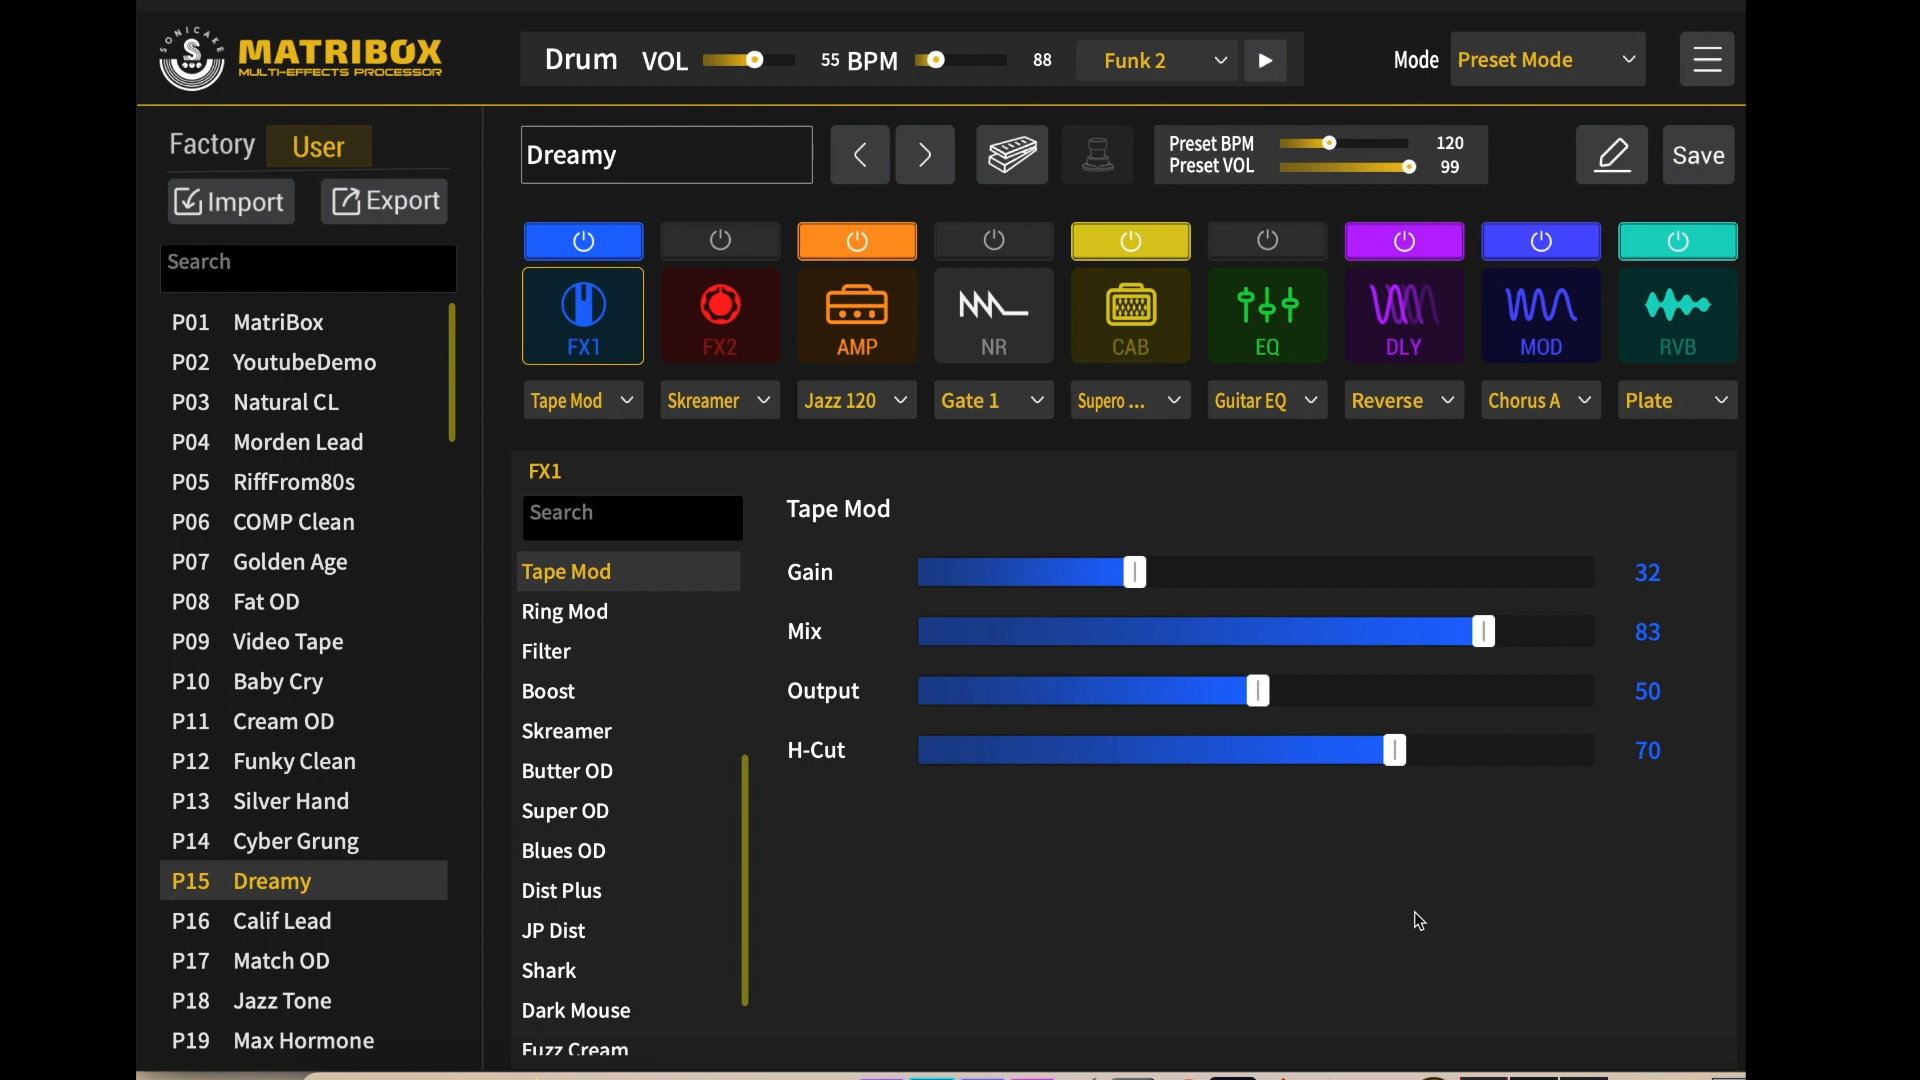 SONICAKE
MATRIBOX
MULTI-EFFECTS PROCESSOR
Drum VOL 55 BPM 88 Funk 2
Mode Preset Mode
Factory User
Import Export
Search
P01 MatriBox
P02 YoutubeDemo
P03 Natural CL
P04 Morden Lead
P05 RiffFrom80s
P06 COMP Clean
P07 Golden Age
P08 Fat OD
P09 Video Tape
P10 Baby Cry
P11 Cream OD
P12 Funky Clean
P13 Silver Hand
P14 Cyber Grung
P15 Dreamy
P16 Calif Lead
P17 Match OD
P18 Jazz Tone
P19 Max Hormone
Dreamy
Preset BPM 120
Preset VOL 99
Save
FX1 FX2 AMP NR CAB EQ DLY MOD RVB
Tape Mod Skreamer Jazz 120 Gate 1 Supero ... Guitar EQ Reverse Chorus A Plate
FX1
Search
Tape Mod
Ring Mod
Filter
Boost
Skreamer
Butter OD
Super OD
Blues OD
Dist Plus
JP Dist
Shark
Dark Mouse
Fuzz Cream
Tape Mod
Gain 32
Mix 83
Output 50
H-Cut 70